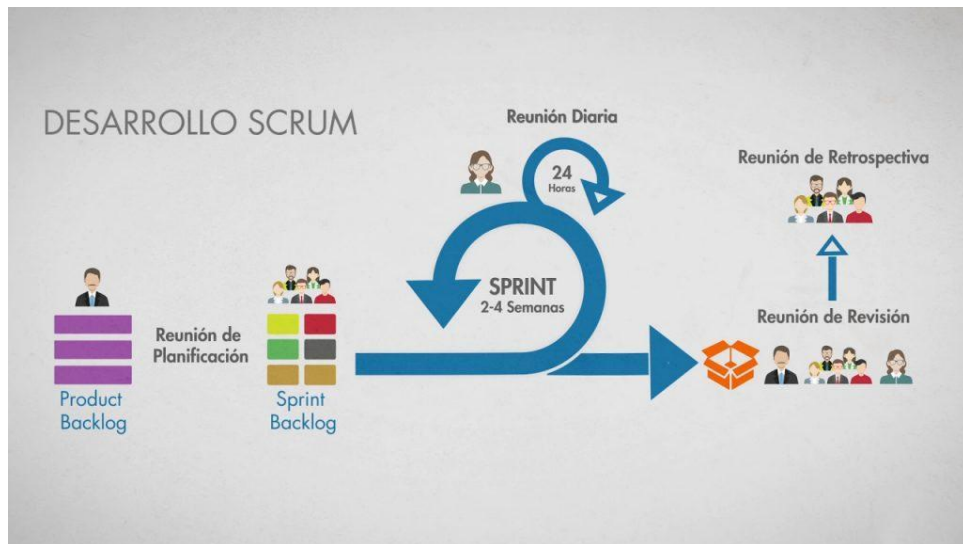 DESARROLLO SCRUM
Reunión Diaria
24
Horas
Reunión de Retrospectiva
SPRINT
2-4 Semanas
Reunión de Revisión
Reunión de
Planificación
Product
Backlog
Sprint
Backlog